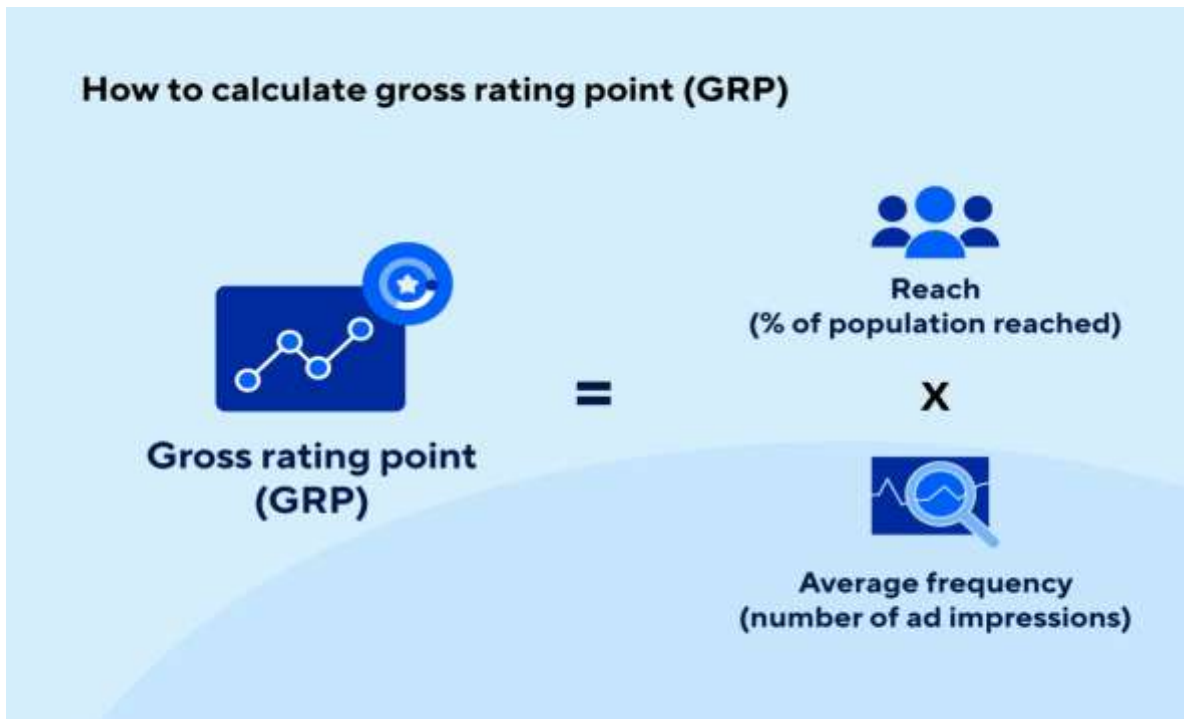 How to calculate gross rating point (GRP)
Gross rating point
(GRP)
=
Reach
(% of population reached)
x
Average frequency
(number of ad impressions)